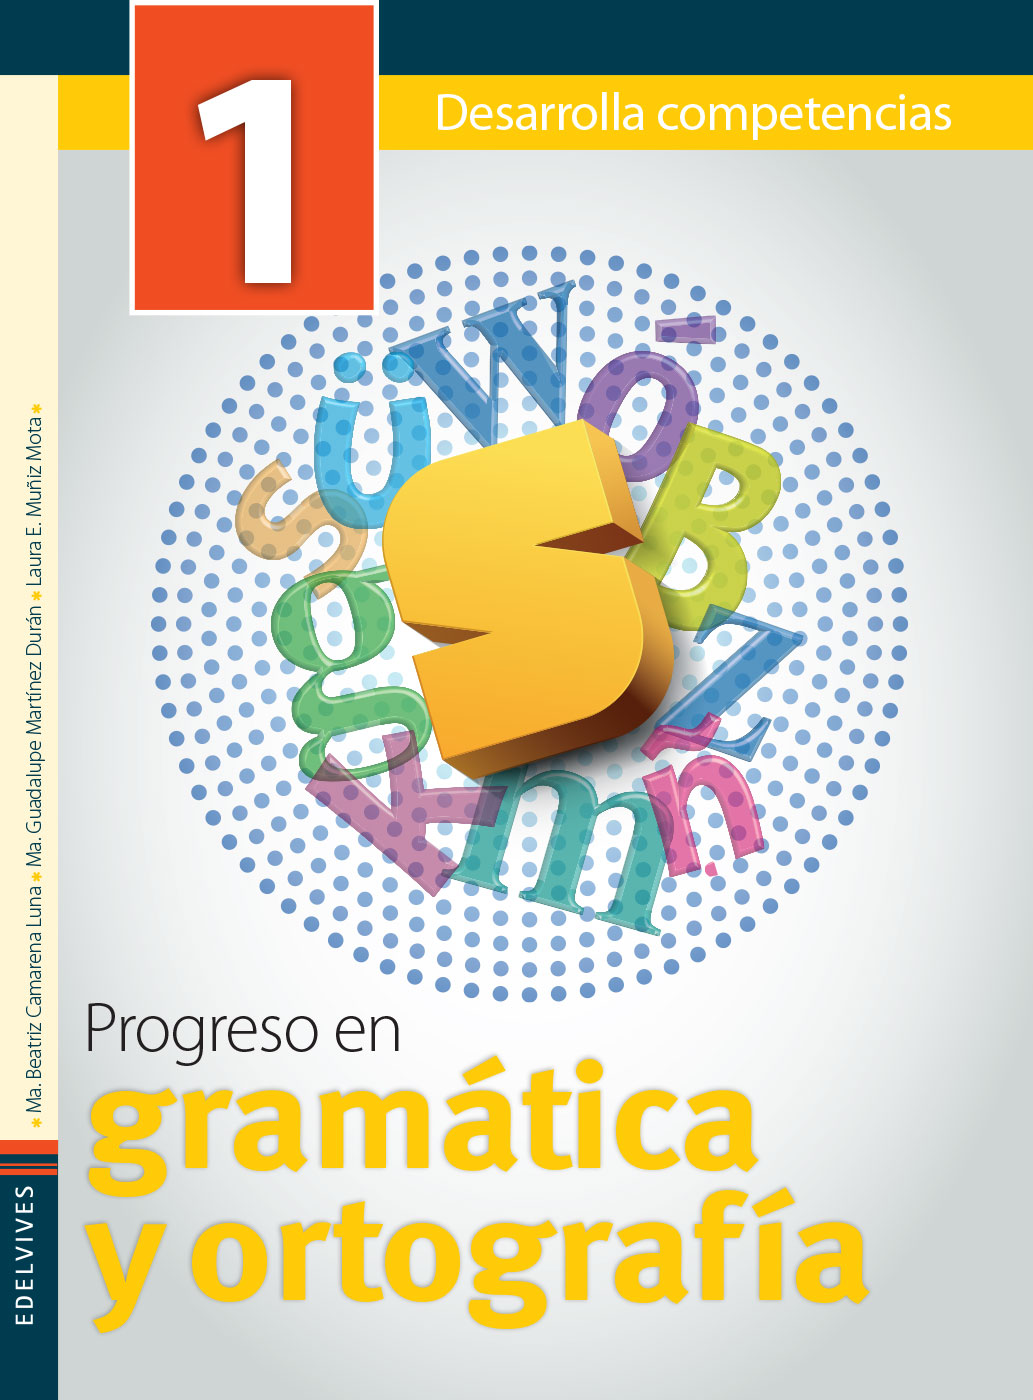 1
Desarrolla competencias
ü
W
ó
S
B
g
Z
k
m
ñ
Progreso en
gramática
y ortografía
* Ma. Beatriz Camarena Luna * Ma. Guadalupe Martínez Durán * Laura E. Muñiz Mota *
EDELVIVES